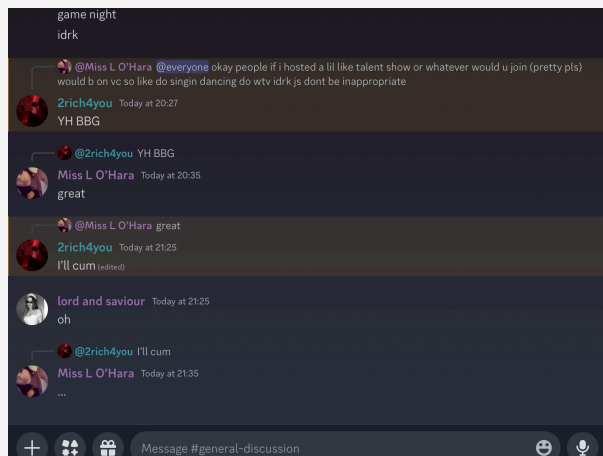 game night
idrk
@Miss L O'Hara @everyone okay people if i hosted a lil like talent show or whatever would u join (pretty pls)
would b on vc so like do singin dancing do wtv idrk js dont be inappropriate
2rich4you Today at 20:27
YH BBG
@2rich4you YH BBG
Miss L O'Hara Today at 20:35
great
@Miss L O'Hara great
2rich4you Today at 21:25
I'll cum (edited)
lord and saviour Today at 21:25
oh
@2rich4you I'll cum
Miss L O'Hara Today at 21:35
...
Message #general-discussion